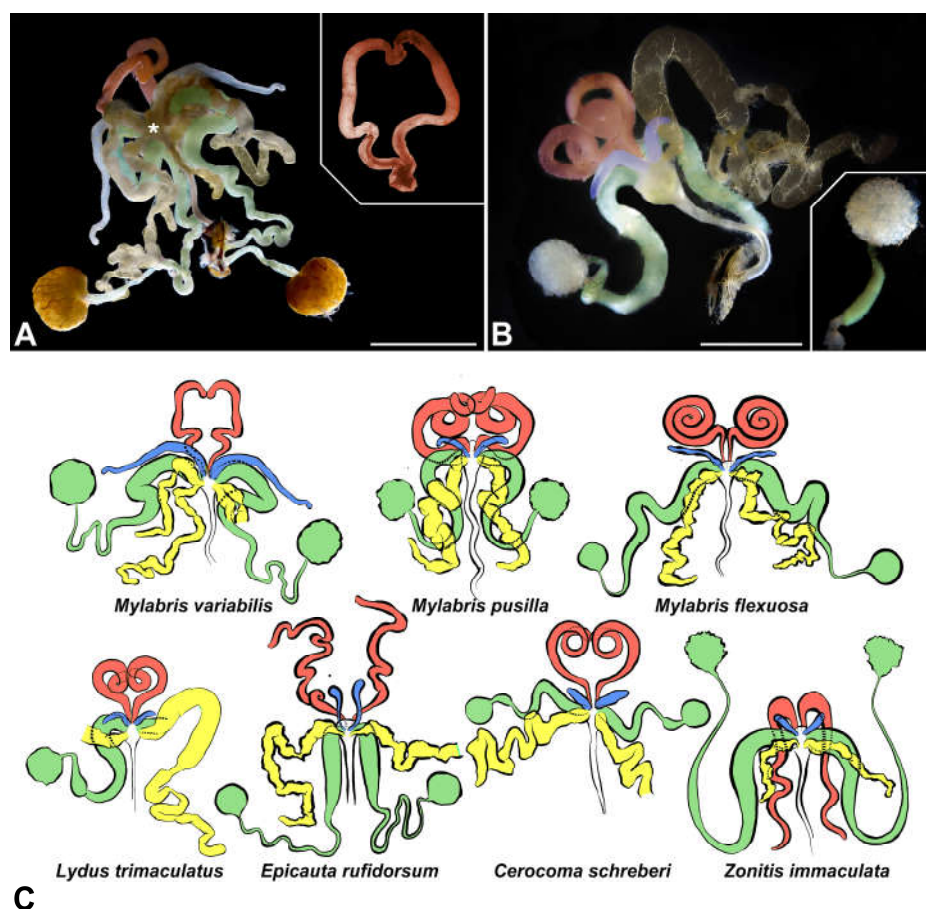 A
B
Mylabris variabilis
Mylabris pusilla
Mylabris flexuosa
Lydus trimaculatus
Epicauta rufidorsum
Cerocoma schreberi
Zonitis immaculata
C